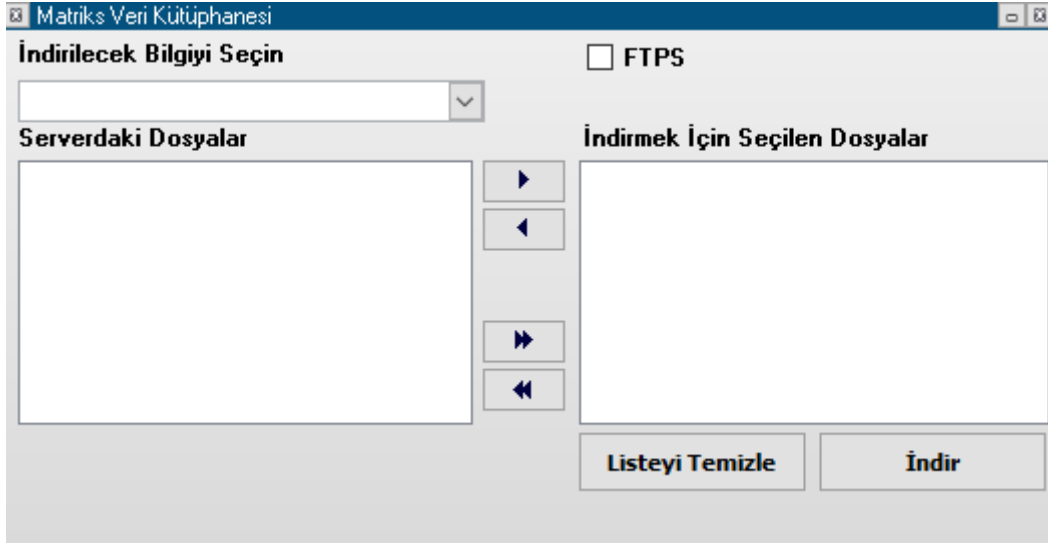 Matriks Veri Kütüphanesi
İndirilecek Bilgiyi Seçin
FTPS
Serverdaki Dosyalar
İndirmek İçin Seçilen Dosyalar
Listeyi Temizle
İndir